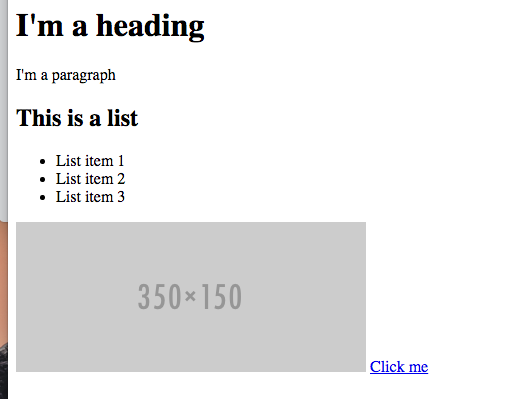 I'm a heading
I'm a paragraph
This is a list
List item 1
List item 2
List item 3
350×150
Click me